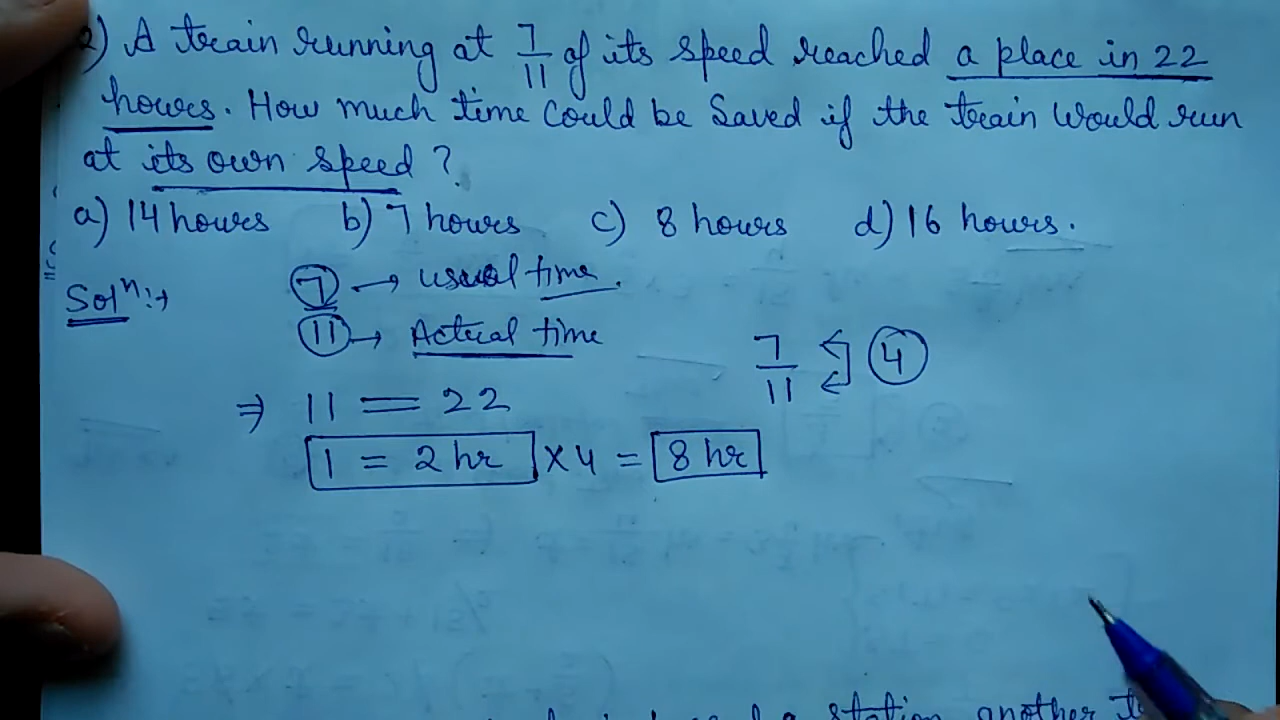 2) A train running at 7/11 of its speed reached a place in 22
hours. How much time could be saved if the train would run
at its own speed?
a) 14 hours b) 7 hours c) 8 hours d) 16 hours.
Solⁿ:→
7 → usual time.
11 → Actual time
7/11 4
⇒ 11 = 22
1 = 2 hr × 4 = 8 hr
a station another